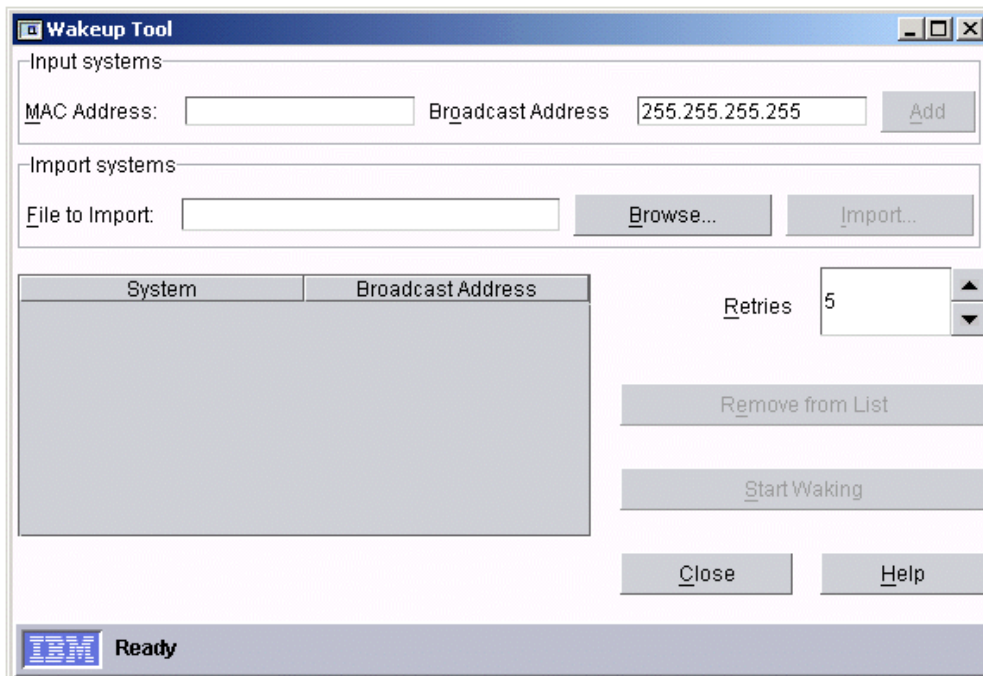 Wakeup Tool
Input systems
MAC Address:
Broadcast Address
255.255.255.255
Add
Import systems
File to Import:
Browse...
Import...
System
Broadcast Address
Retries
5
Remove from List
Start Waking
Close
Help
IBM
Ready